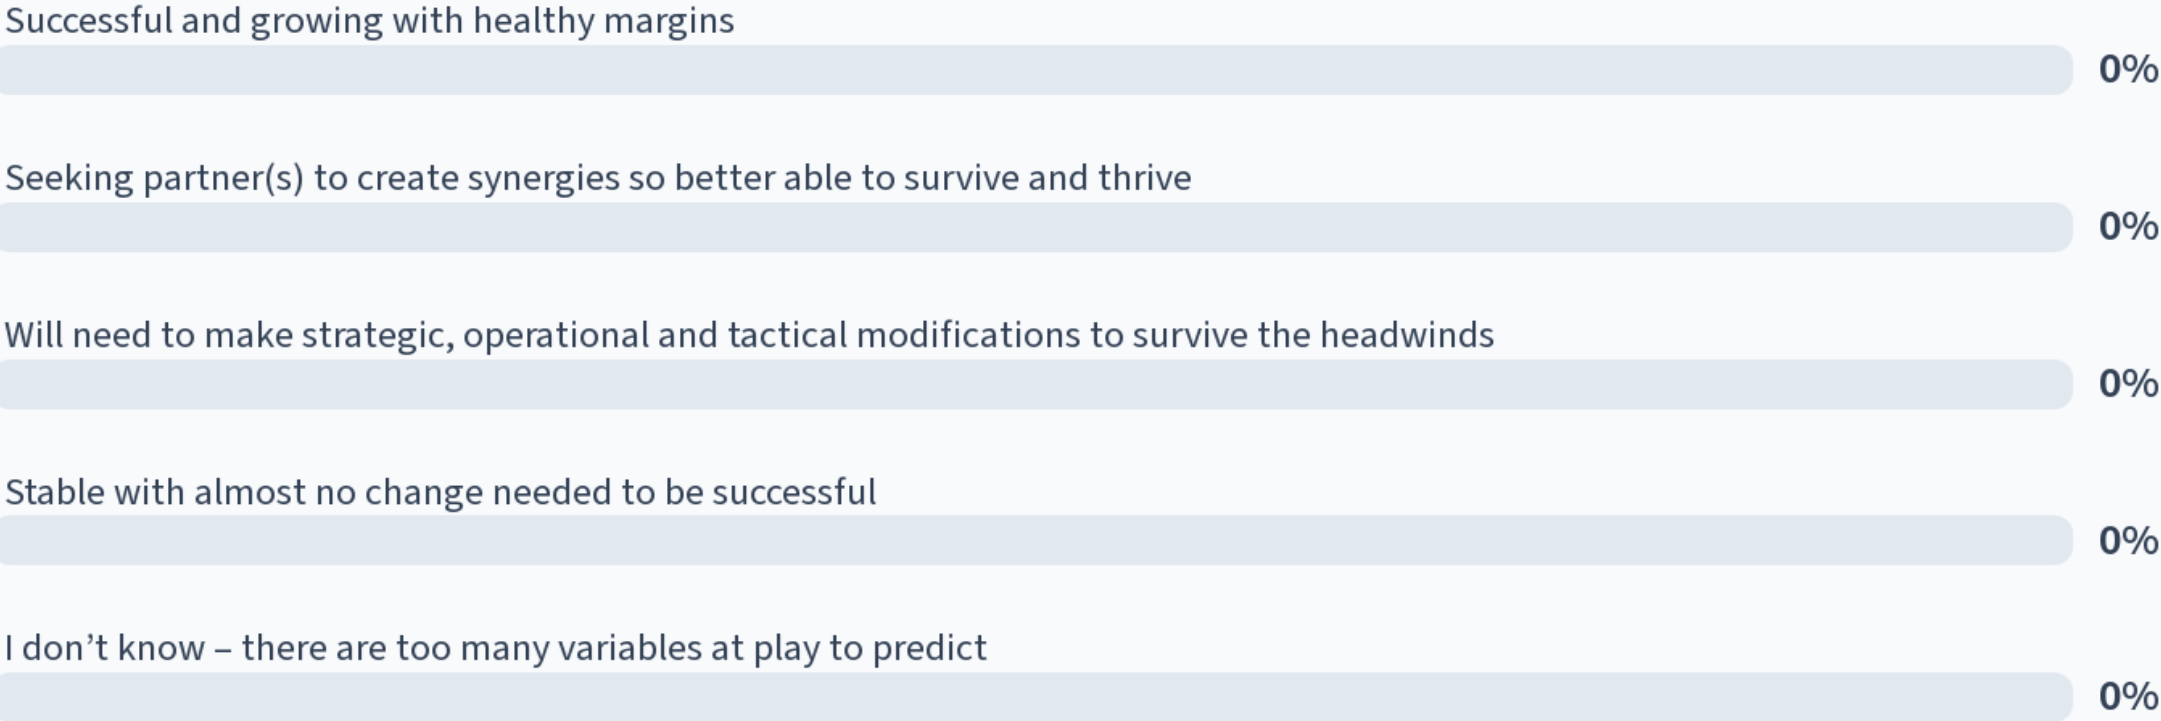 Successful and growing with healthy margins
0%
Seeking partner(s) to create synergies so better able to survive and thrive
0%
Will need to make strategic, operational and tactical modifications to survive the headwinds
0%
Stable with almost no change needed to be successful
0%
I don’t know – there are too many variables at play to predict
0%